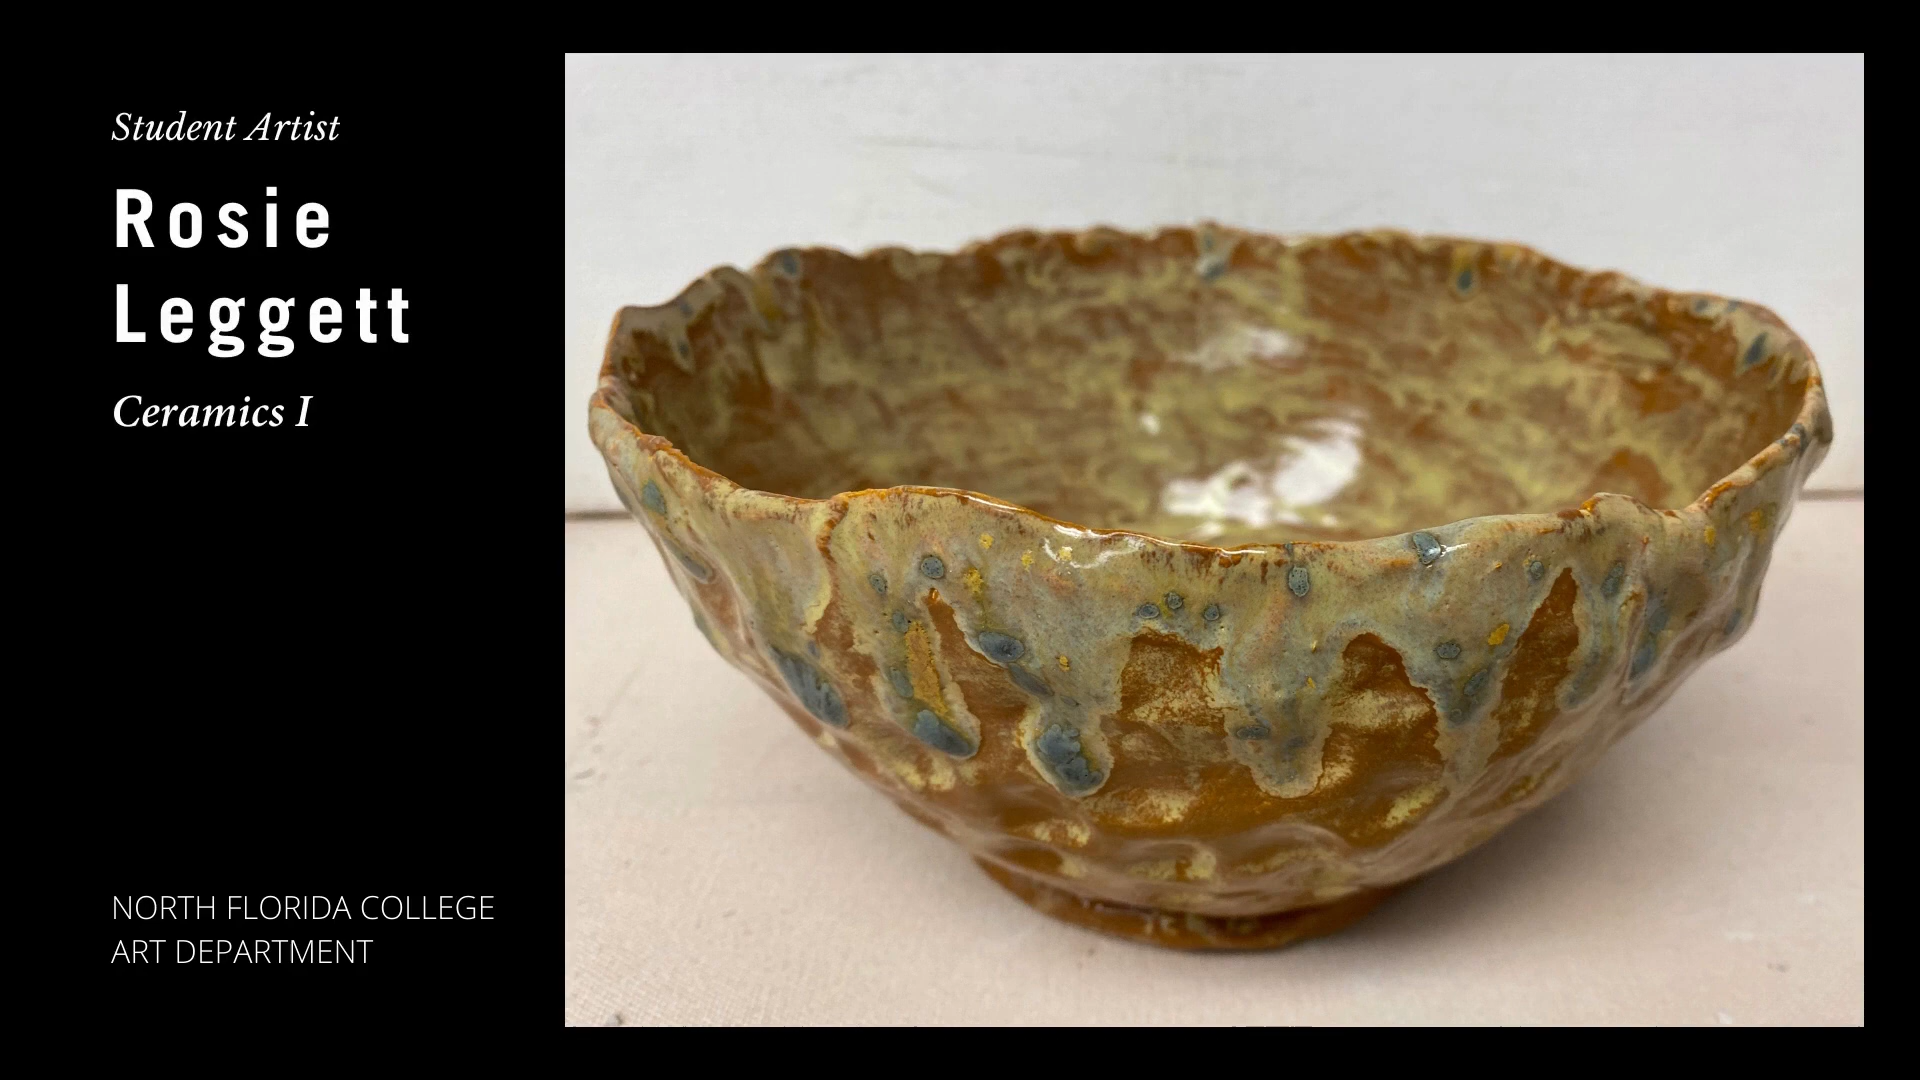 Student Artist
Rosie
Leggett
Ceramics I
NORTH FLORIDA COLLEGE
ART DEPARTMENT